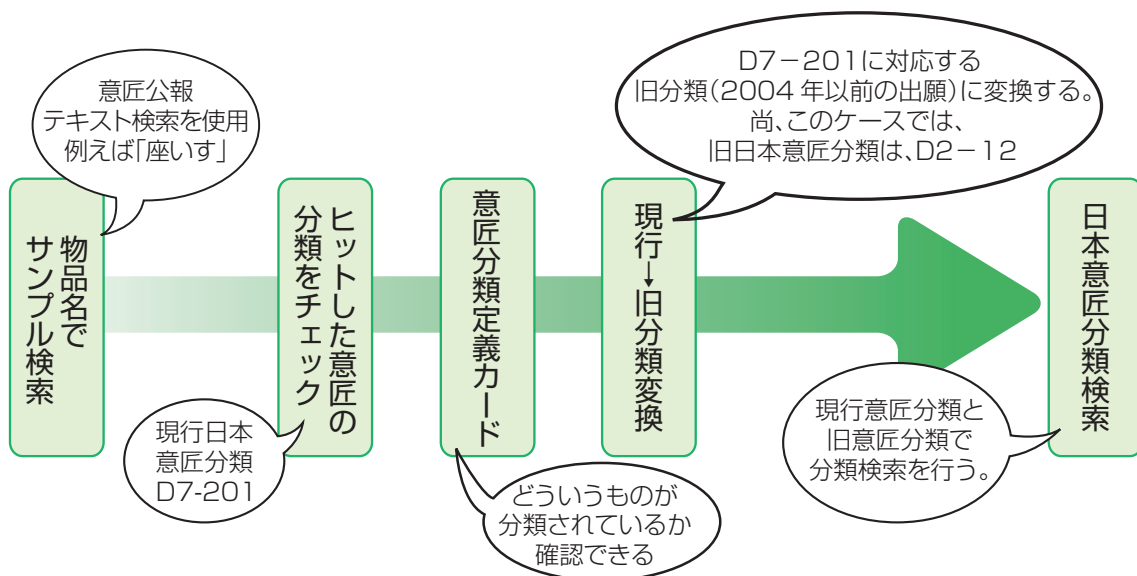 意匠公報
テキスト検索を使用
例えば「座いす」
物品名で
サンプル検索
ヒットした意匠の
分類をチェック
現行日本
意匠分類
D7-201
意匠分類定義カード
どういうものが
分類されているか
確認できる
現行→旧分類変換
D7−201に対応する
旧分類(2004年以前の出願)に変換する。
尚、このケースでは、
旧日本意匠分類は、D2−12
日本意匠分類検索
現行意匠分類と
旧意匠分類で
分類検索を行う。